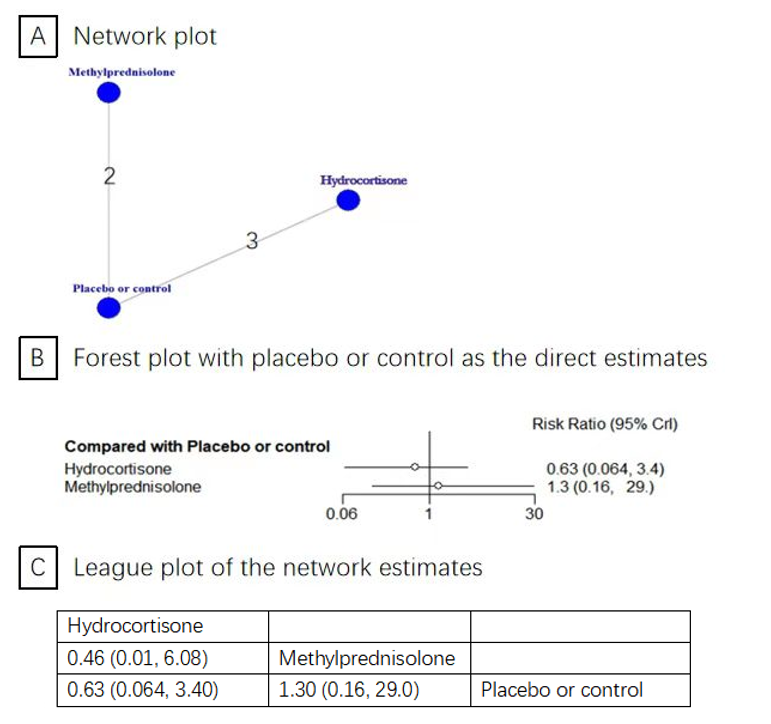 A Network plot
Methylprednisolone
2
Hydrocortisone
3
Placebo or control
B Forest plot with placebo or control as the direct estimates
Risk Ratio (95% CrI)
Compared with Placebo or control
Hydrocortisone 0.63 (0.064, 3.4)
Methylprednisolone 1.3 (0.16, 29.)
0.06 1 30
C League plot of the network estimates
Hydrocortisone
0.46 (0.01, 6.08) Methylprednisolone
0.63 (0.064, 3.40) 1.30 (0.16, 29.0) Placebo or control